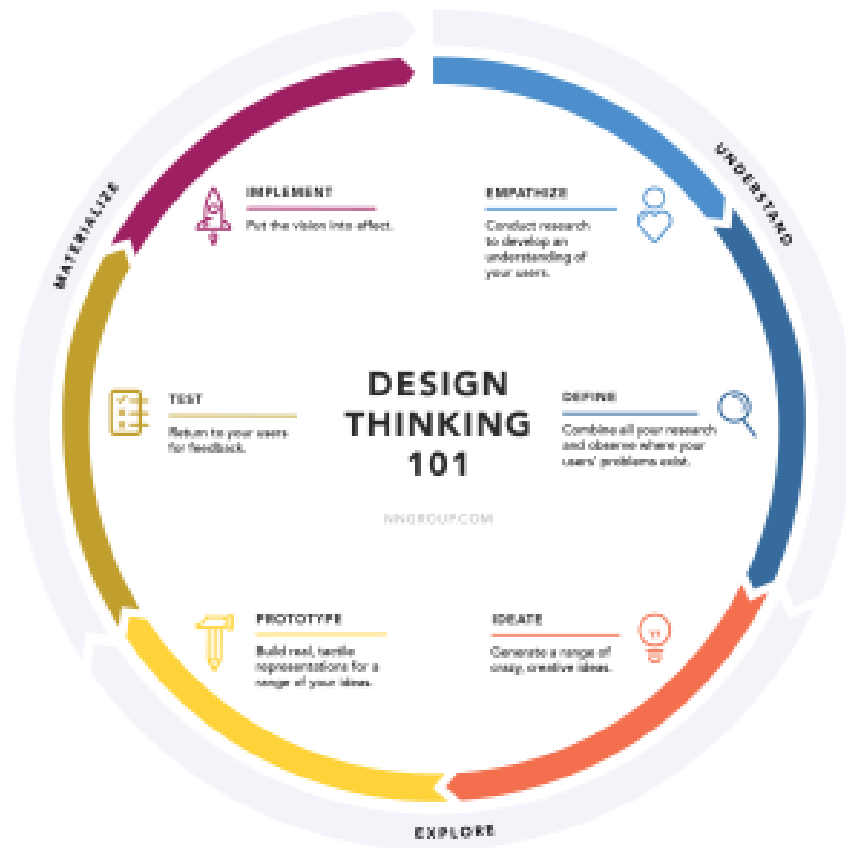 UNDERSTAND
EMPATHIZE
Conduct research
to develop an
understanding of
your users.
DEFINE
Combine all your research
and observe where your
users' problems exist.
EXPLORE
IDEATE
Generate a range of
crazy, creative ideas.
PROTOTYPE
Build real, tactile
representations for a
range of your ideas.
MATERIALIZE
TEST
Return to your users
for feedback.
IMPLEMENT
Put the vision into effect.
DESIGN
THINKING
101
NNGROUP.COM